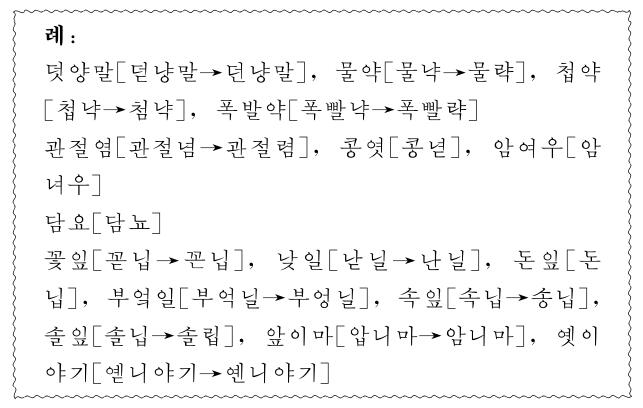 례:
덧양말[덛냥말→던냥말], 물약[물냑→물략], 첩약
[첩냑→첨냑], 폭발약[폭빨냑→폭빨략]
관절염[관절념→관절렴], 콩엿[콩녇], 암여우[암
녀우]
담요[담뇨]
꽃잎[꼳닙→꼰닙], 낮일[낟닐→난닐], 돈잎[돈
닙], 부엌일[부억닐→부엉닐], 속잎[속닙→송닙],
솔잎[솔닙→솔립], 앞이마[압니마→암니마], 옛이
야기[옏니야기→옌니야기]